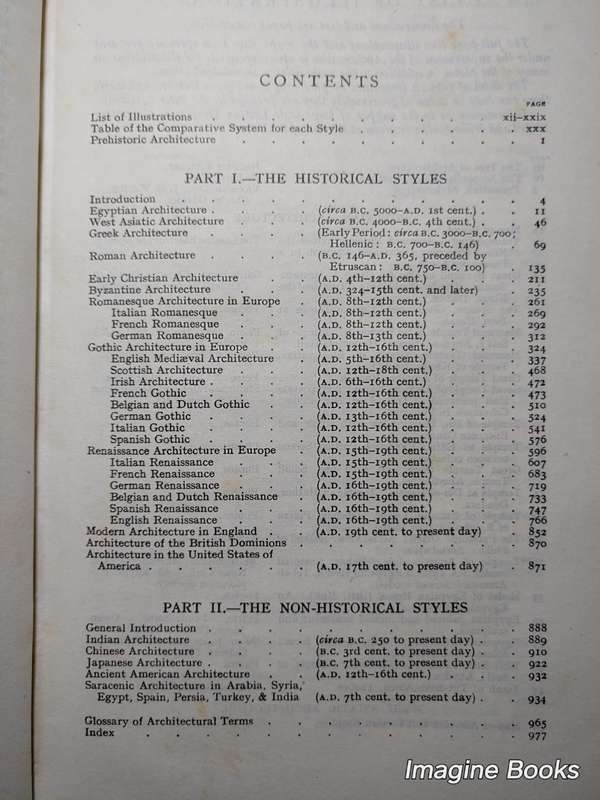 CONTENTS
PAGE
List of Illustrations . . . . . . . . . . xii–xxix
Table of the Comparative System for each Style . . . . . xxx
Prehistoric Architecture . . . . . . . . . . 1
PART I.—THE HISTORICAL STYLES
Introduction . . . . . . . . . . . 4
Egyptian Architecture . . . . (circa B.C. 5000–A.D. 1st cent.) . . 11
West Asiatic Architecture . . . (circa B.C. 4000–B.C. 4th cent.) . . 46
Greek Architecture . . . . (Early Period: circa B.C. 3000–B.C. 700;
Hellenic: B.C. 700–B.C. 146) . 69
Roman Architecture . . . . (B.C. 146–A.D. 365, preceded by
Etruscan: B.C. 750–B.C. 100) . 135
Early Christian Architecture . . (A.D. 4th–12th cent.) . . . 211
Byzantine Architecture . . . (A.D. 324–15th cent. and later) . . 235
Romanesque Architecture in Europe . (A.D. 8th–12th cent.) . . . 261
Italian Romanesque . . . (A.D. 8th–12th cent.) . . . 269
French Romanesque . . . (A.D. 8th–12th cent.) . . . 292
German Romanesque . . . (A.D. 8th–13th cent.) . . . 312
Gothic Architecture in Europe . . (A.D. 12th–16th cent.) . . . 324
English Mediæval Architecture . (A.D. 5th–16th cent.) . . . 337
Scottish Architecture . . . (A.D. 12th–18th cent.) . . . 468
Irish Architecture . . . . (A.D. 6th–16th cent.) . . . 472
French Gothic . . . . (A.D. 12th–16th cent.) . . . 473
Belgian and Dutch Gothic . . (A.D. 12th–16th cent.) . . . 510
German Gothic . . . . (A.D. 13th–16th cent.) . . . 524
Italian Gothic . . . . (A.D. 12th–16th cent.) . . . 541
Spanish Gothic . . . . (A.D. 12th–16th cent.) . . . 576
Renaissance Architecture in Europe . (A.D. 15th–19th cent.) . . . 596
Italian Renaissance . . . (A.D. 15th–19th cent.) . . . 607
French Renaissance . . . (A.D. 15th–19th cent.) . . . 683
German Renaissance . . . (A.D. 16th–19th cent.) . . . 719
Belgian and Dutch Renaissance . (A.D. 16th–19th cent.) . . . 733
Spanish Renaissance . . . (A.D. 16th–19th cent.) . . . 747
English Renaissance . . . (A.D. 16th–19th cent.) . . . 766
Modern Architecture in England . . (A.D. 19th cent. to present day) . 852
Architecture of the British Dominions . . . . . . . 870
Architecture in the United States of
America . . . . . . (A.D. 17th cent. to present day) . 871
PART II.—THE NON-HISTORICAL STYLES
General Introduction . . . . . . . . . . 888
Indian Architecture . . . . (circa B.C. 250 to present day) . . 889
Chinese Architecture . . . . (B.C. 3rd cent. to present day) . . 910
Japanese Architecture . . . . (B.C. 7th cent. to present day) . . 922
Ancient American Architecture . . (A.D. 12th–16th cent.) . . . 932
Saracenic Architecture in Arabia, Syria,
Egypt, Spain, Persia, Turkey, & India (A.D. 7th cent. to present day) . . 934
Glossary of Architectural Terms . . . . . . . . 965
Index . . . . . . . . . . . . 977
Imagine Books